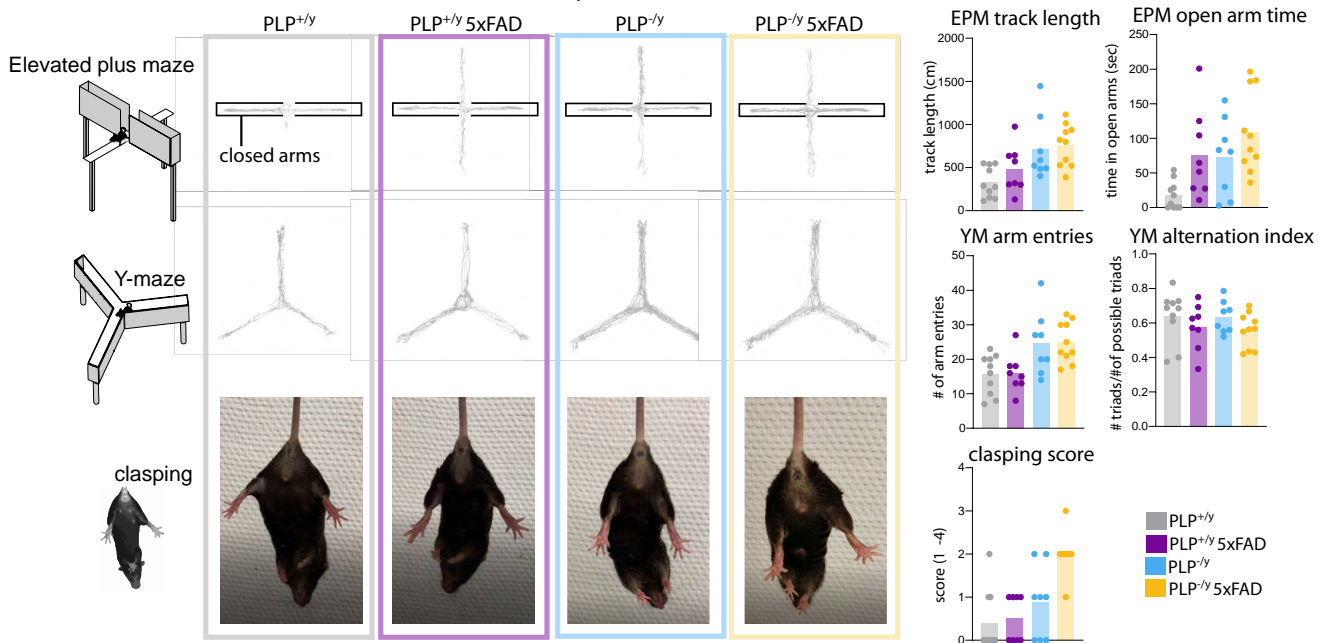 PLP+/y
PLP+/y 5xFAD
PLP-/y
PLP-/y 5xFAD
Elevated plus maze
closed arms
Y-maze
clasping
EPM track length
track length (cm)
2000
1500
1000
500
0
EPM open arm time
time in open arms (sec)
250
200
150
100
50
0
YM arm entries
# of arm entries
50
40
30
20
10
0
YM alternation index
# triads/#of possible triads
1.0
0.8
0.6
0.4
0.2
0.0
clasping score
score (1 -4)
4
3
2
1
0
PLP+/y
PLP+/y 5xFAD
PLP-/y
PLP-/y 5xFAD